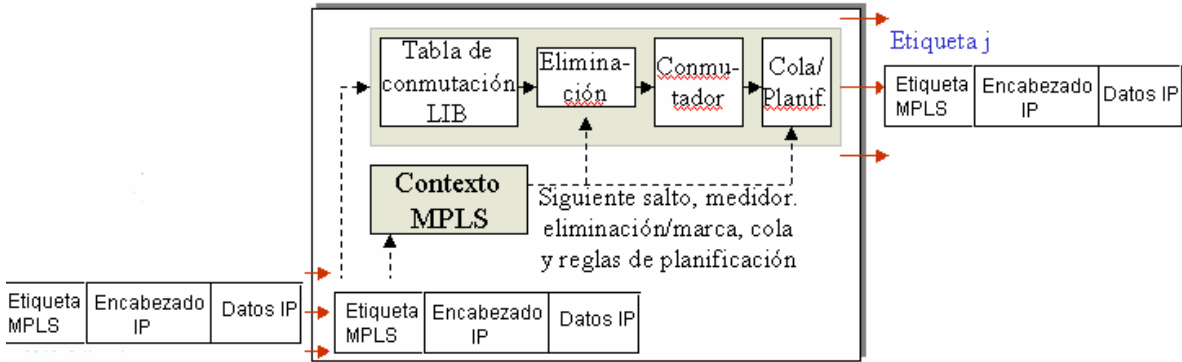 Tabla de
conmutación
LIB
Elimina-
ción
Conmu-
tador
Cola/
Planif.
Etiqueta j
Etiqueta
MPLS
Encabezado
IP
Datos IP
Contexto
MPLS
Siguiente salto, medidor.
eliminación/marca, cola
y reglas de planificación
Etiqueta
MPLS
Encabezado
IP
Datos IP
Etiqueta
MPLS
Encabezado
IP
Datos IP